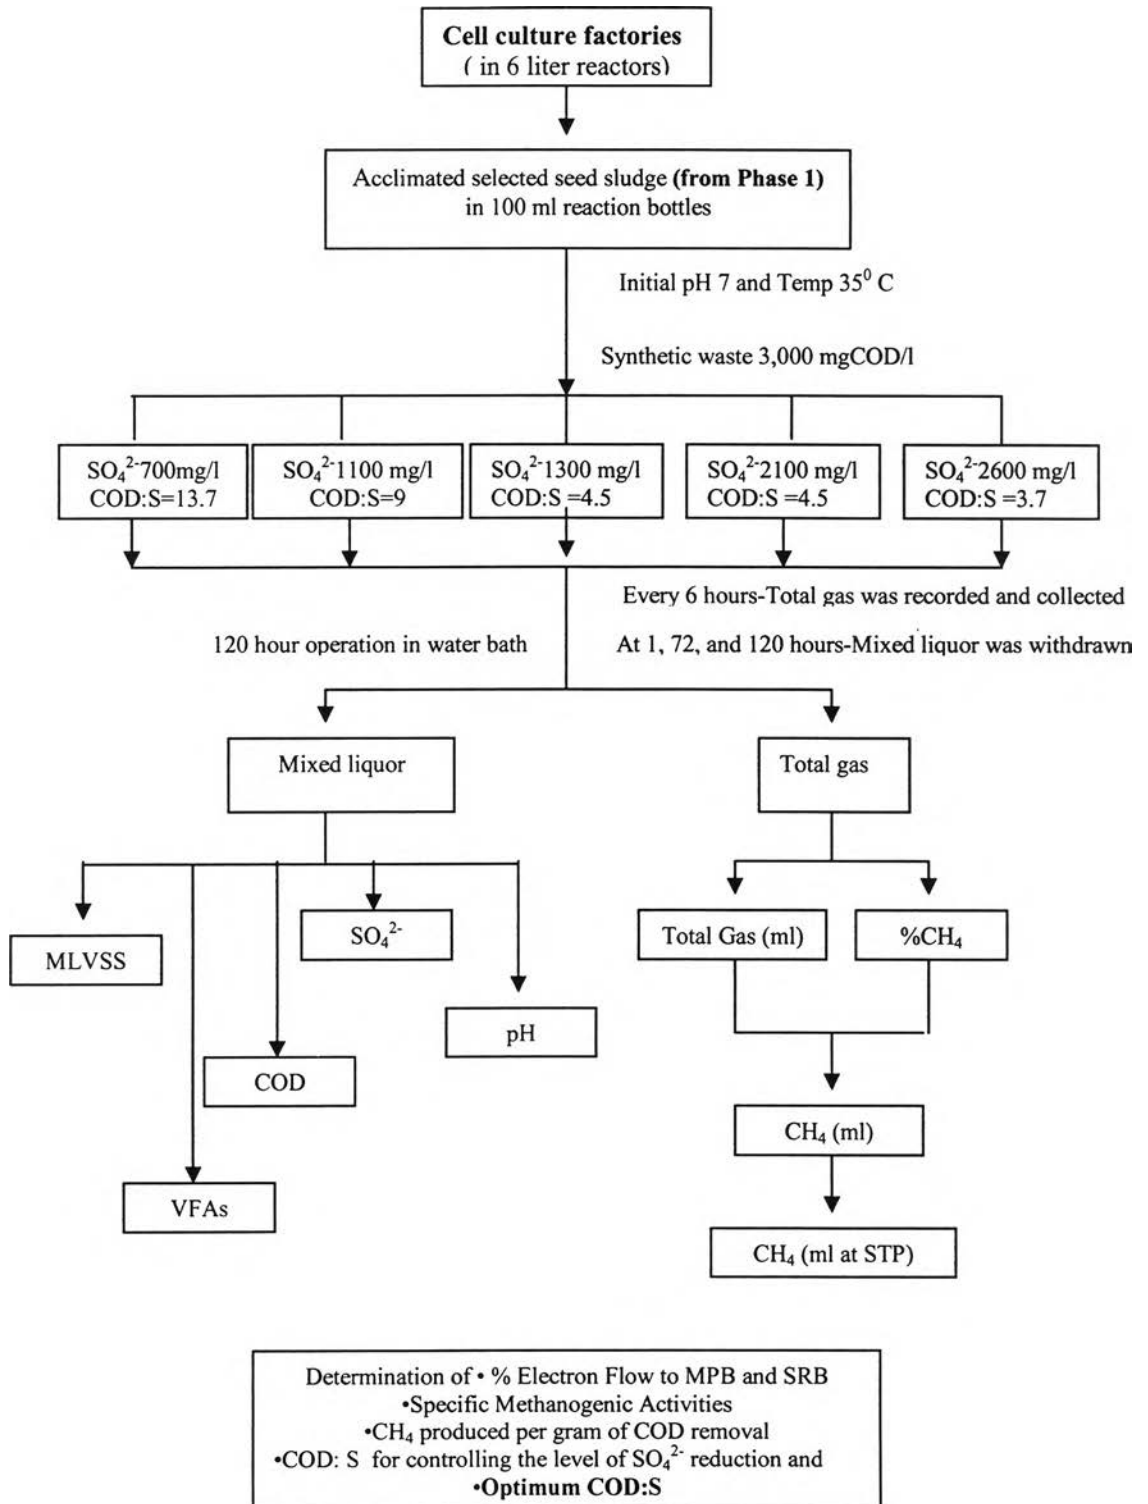 Cell culture factories
( in 6 liter reactors)
Acclimated selected seed sludge (from Phase 1)
in 100 ml reaction bottles
Initial pH 7 and Temp 35⁰ C
Synthetic waste 3,000 mgCOD/l
SO₄²⁻700mg/l
COD:S=13.7
SO₄²⁻1100 mg/l
COD:S=9
SO₄²⁻1300 mg/l
COD:S =4.5
SO₄²⁻2100 mg/l
COD:S =4.5
SO₄²⁻2600 mg/l
COD:S =3.7
Every 6 hours-Total gas was recorded and collected
120 hour operation in water bath
At 1, 72, and 120 hours-Mixed liquor was withdrawn
Mixed liquor
Total gas
MLVSS
SO₄²⁻
Total Gas (ml)
%CH₄
pH
COD
CH₄ (ml)
VFAs
CH₄ (ml at STP)
Determination of • % Electron Flow to MPB and SRB
•Specific Methanogenic Activities
•CH₄ produced per gram of COD removal
•COD: S for controlling the level of SO₄²⁻ reduction and
•Optimum COD:S